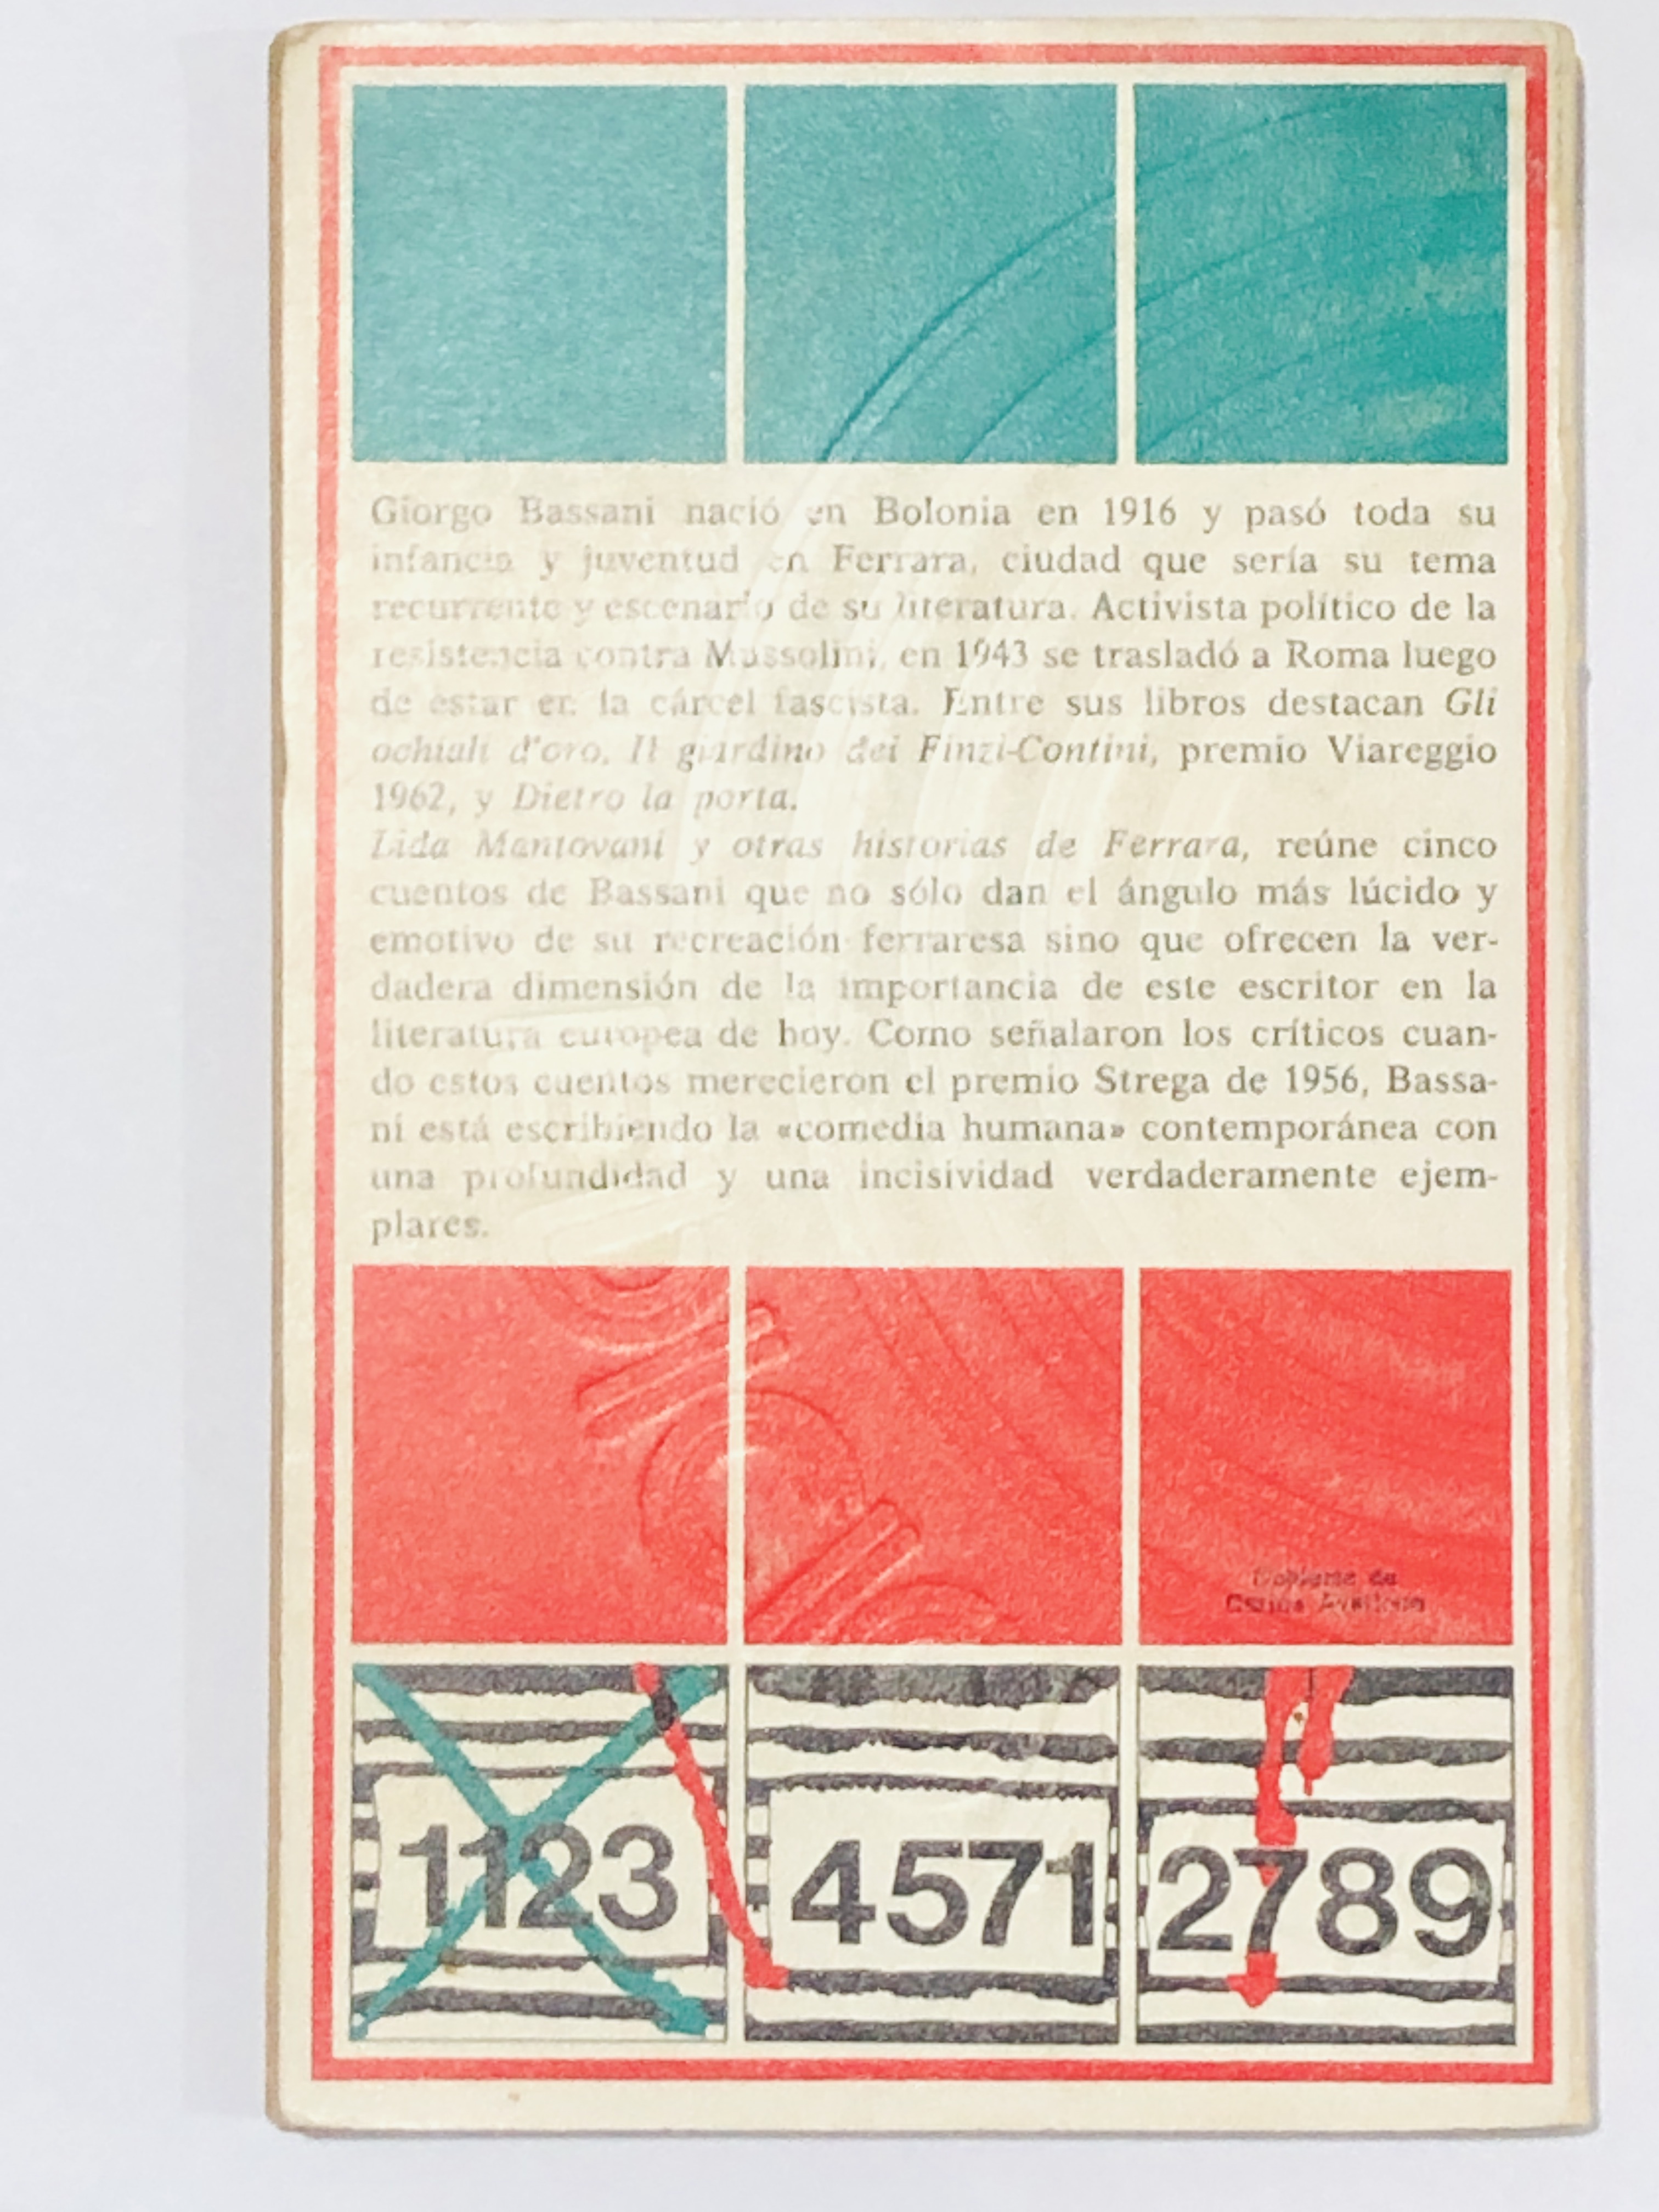 Giorgo Bassani nació en Bolonia en 1916 y pasó toda su
infancia y juventud en Ferrara, ciudad que sería su tema
recurrente y escenario de su literatura. Activista político de la
resistencia contra Mussolini, en 1943 se trasladó a Roma luego
de estar en la cárcel fascista. Entre sus libros destacan Gli
ochiali d'oro, Il giardino dei Finzi-Contini, premio Viareggio
1962, y Dietro la porta.
Lida Mantovani y otras historias de Ferrara, reúne cinco
cuentos de Bassani que no sólo dan el ángulo más lúcido y
emotivo de su recreación ferraresa sino que ofrecen la ver-
dadera dimensión de la importancia de este escritor en la
literatura europea de hoy. Como señalaron los críticos cuan-
do estos cuentos merecieron el premio Strega de 1956, Bassa-
ni está escribiendo la «comedia humana» contemporánea con
una profundidad y una incisividad verdaderamente ejem-
plares.
de
1123 4571 2789